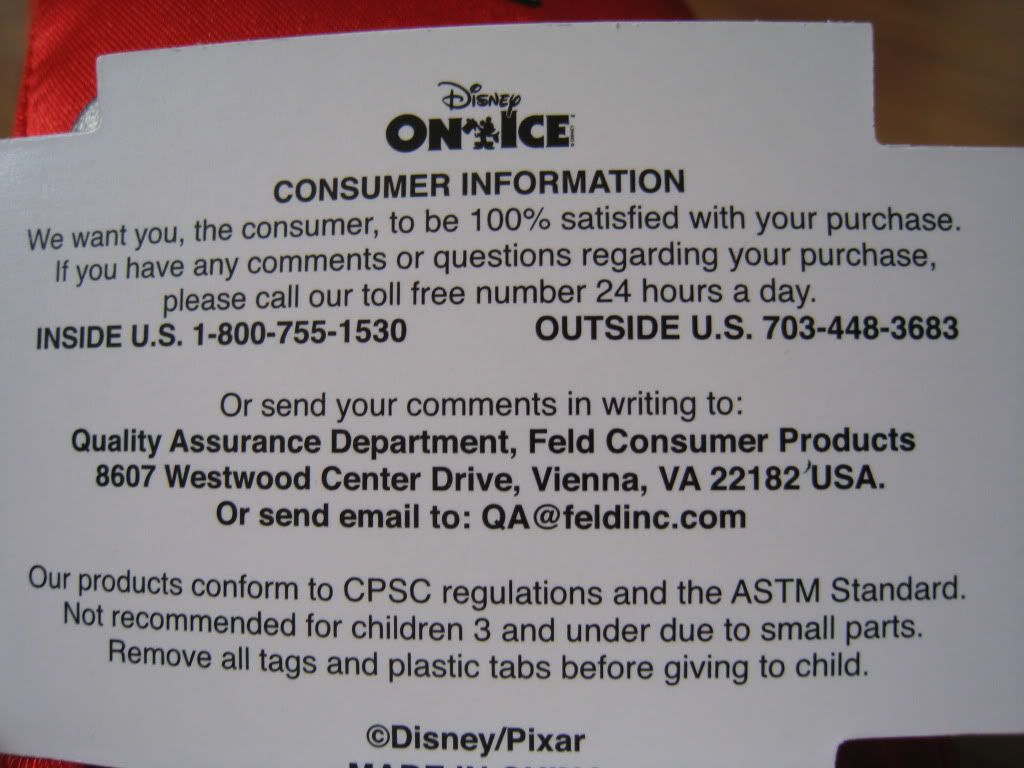 Disney
ON ICE
CONSUMER INFORMATION
We want you, the consumer, to be 100% satisfied with your purchase.
If you have any comments or questions regarding your purchase,
please call our toll free number 24 hours a day.
INSIDE U.S. 1-800-755-1530 OUTSIDE U.S. 703-448-3683
Or send your comments in writing to:
Quality Assurance Department, Feld Consumer Products
8607 Westwood Center Drive, Vienna, VA 22182 USA.
Or send email to: QA@feldinc.com
Our products conform to CPSC regulations and the ASTM Standard.
Not recommended for children 3 and under due to small parts.
Remove all tags and plastic tabs before giving to child.
©Disney/Pixar